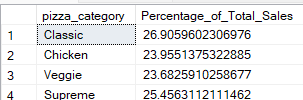 pizza_category Percentage_of_Total_Sales
1 Classic 26.9059602306976
2 Chicken 23.9551375322885
3 Veggie 23.6825910258677
4 Supreme 25.4563112111462